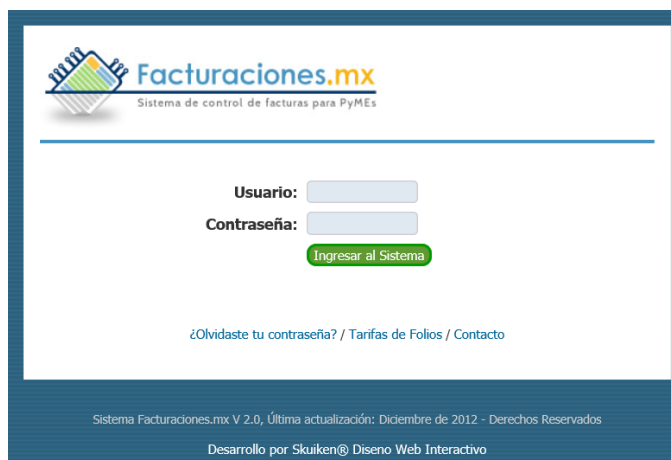 Facturaciones.mx
Sistema de control de facturas para PyMEs
Usuario:
Contraseña:
Ingresar al Sistema
¿Olvidaste tu contraseña? / Tarifas de Folios / Contacto
Sistema Facturaciones.mx V 2.0, Última actualización: Diciembre de 2012 - Derechos Reservados
Desarrollo por Skuiken® Diseno Web Interactivo